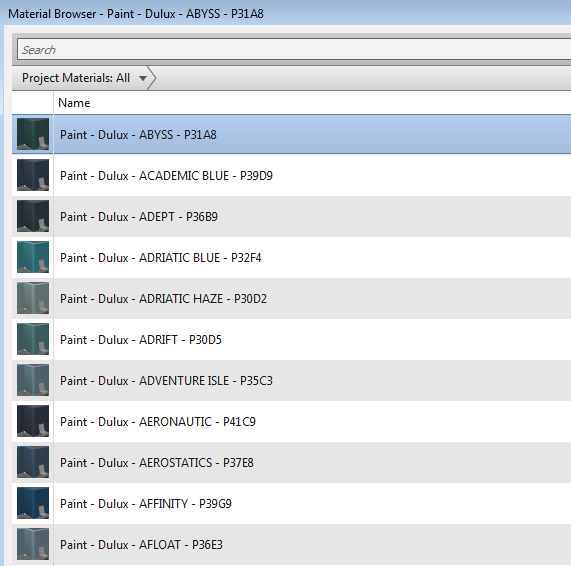 Material Browser - Paint - Dulux - ABYSS - P31A8
Search
Project Materials: All
Name
Paint - Dulux - ABYSS - P31A8
Paint - Dulux - ACADEMIC BLUE - P39D9
Paint - Dulux - ADEPT - P36B9
Paint - Dulux - ADRIATIC BLUE - P32F4
Paint - Dulux - ADRIATIC HAZE - P30D2
Paint - Dulux - ADRIFT - P30D5
Paint - Dulux - ADVENTURE ISLE - P35C3
Paint - Dulux - AERONAUTIC - P41C9
Paint - Dulux - AEROSTATICS - P37E8
Paint - Dulux - AFFINITY - P39G9
Paint - Dulux - AFLOAT - P36E3